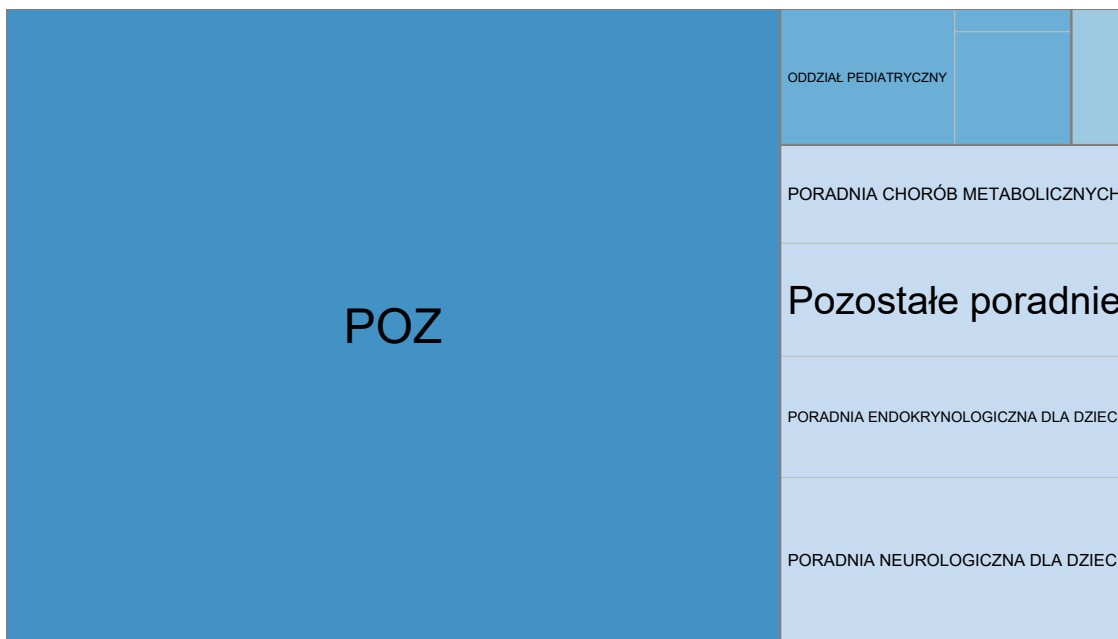 ODDZIAŁ PEDIATRYCZNY
PORADNIA CHORÓB METABOLICZNYCH
Pozostałe poradnie
POZ
PORADNIA ENDOKRYNOLOGICZNA DLA DZIEC
PORADNIA NEUROLOGICZNA DLA DZIEC